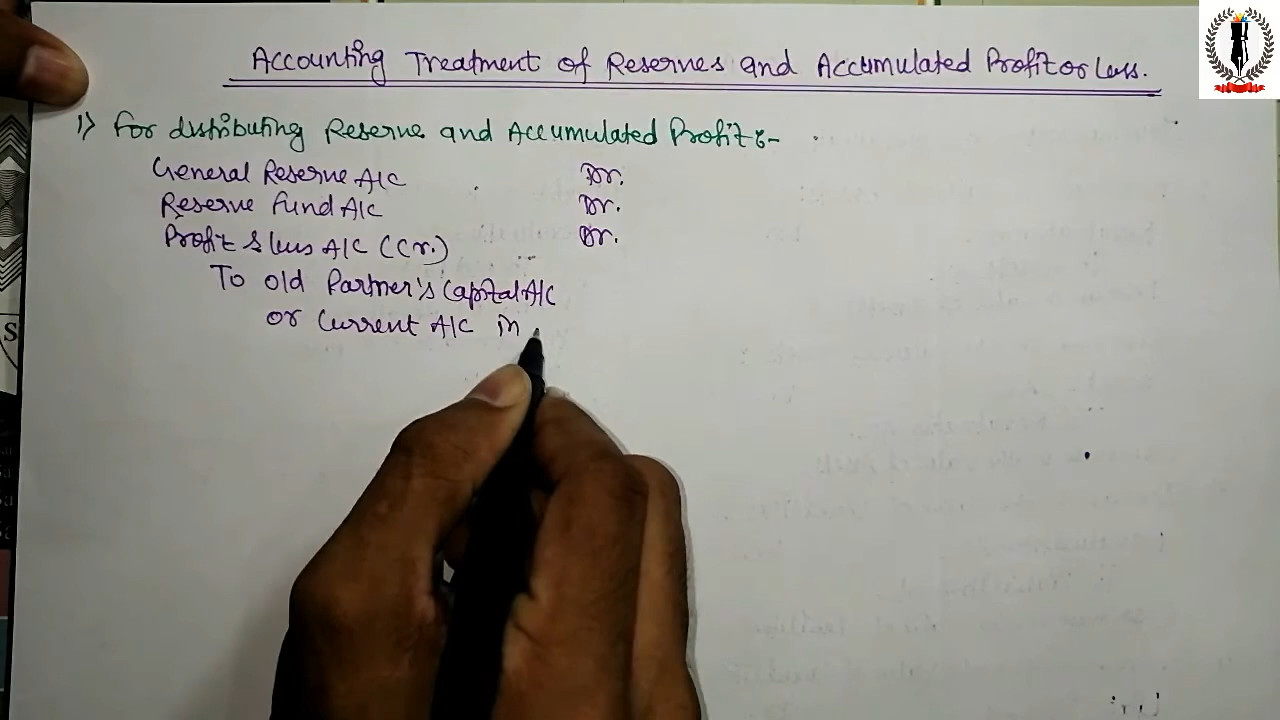 Accounting Treatment of Reserves and Accumulated Profit or Loss.
1) For distributing Reserve and Accumulated Profit :-
General Reserve A/C Dr.
Reserve Fund A/C Dr.
Profit & Loss A/C (Cr.) Dr.
To old Partner's Capital A/C
or Current A/C in